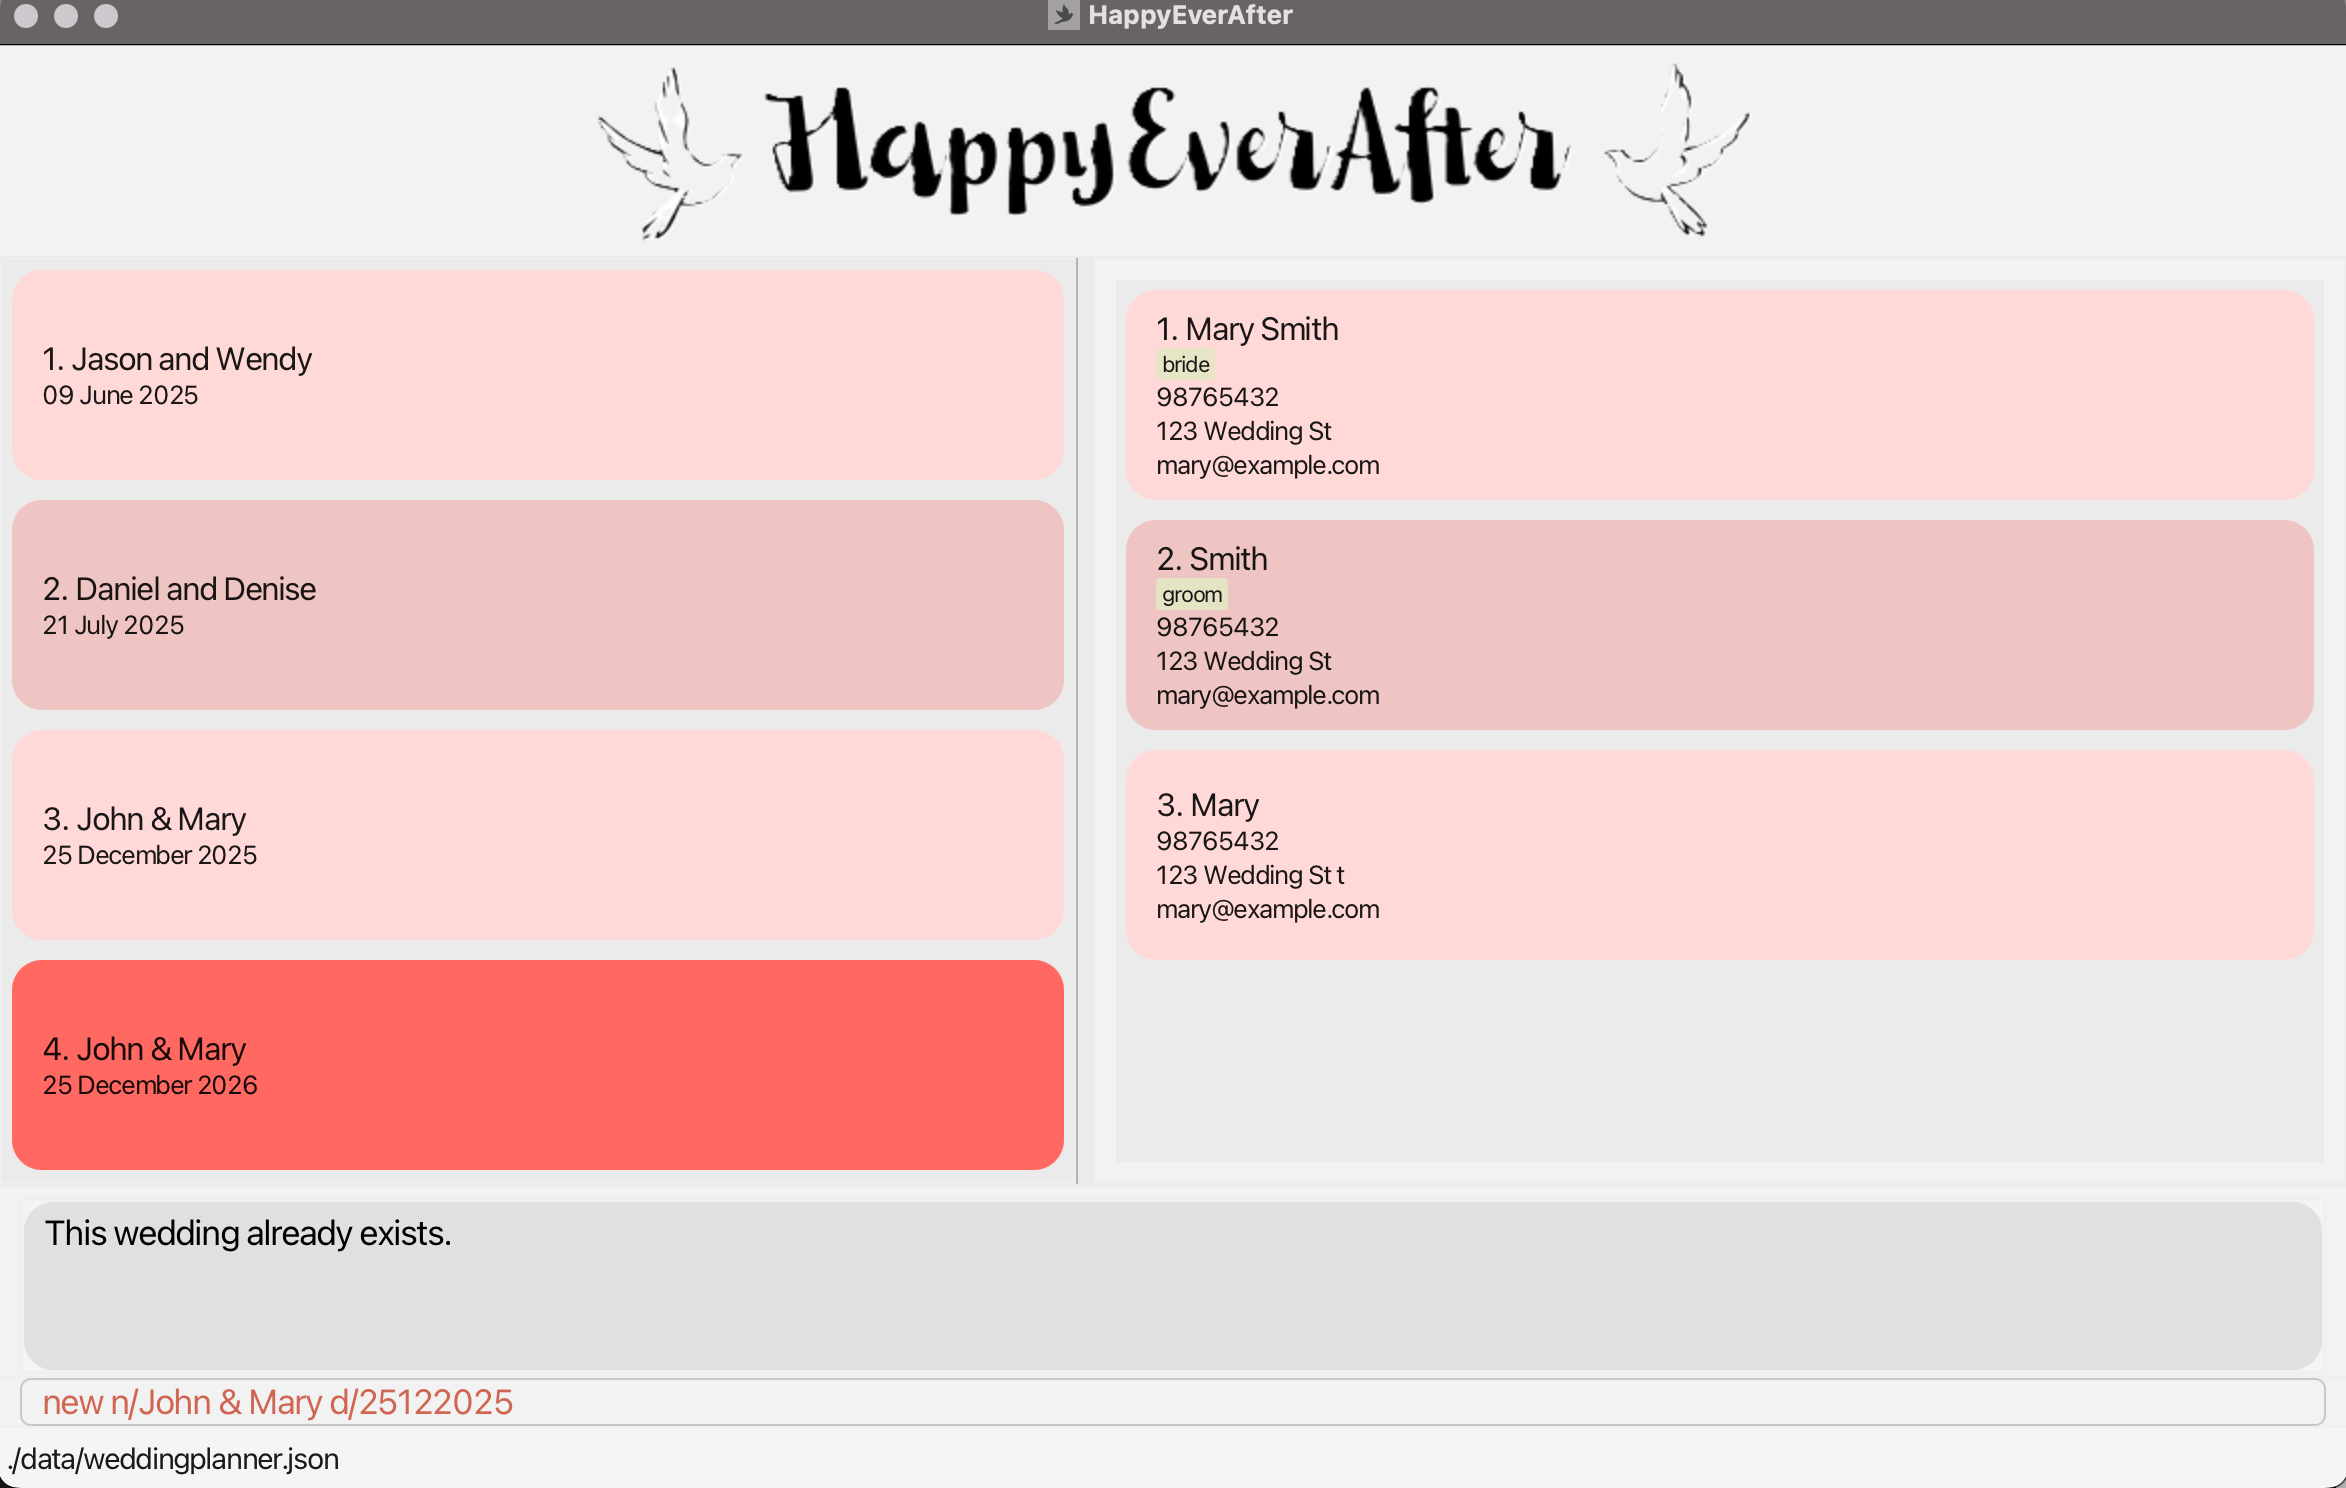 HappyEverAfter
HappyEverAfter
1. Jason and Wendy
09 June 2025
2. Daniel and Denise
21 July 2025
3. John & Mary
25 December 2025
4. John & Mary
25 December 2026
1. Mary Smith
bride
98765432
123 Wedding St
mary@example.com
2. Smith
groom
98765432
123 Wedding St
mary@example.com
3. Mary
98765432
123 Wedding St t
mary@example.com
This wedding already exists.
new n/John & Mary d/25122025
./data/weddingplanner.json